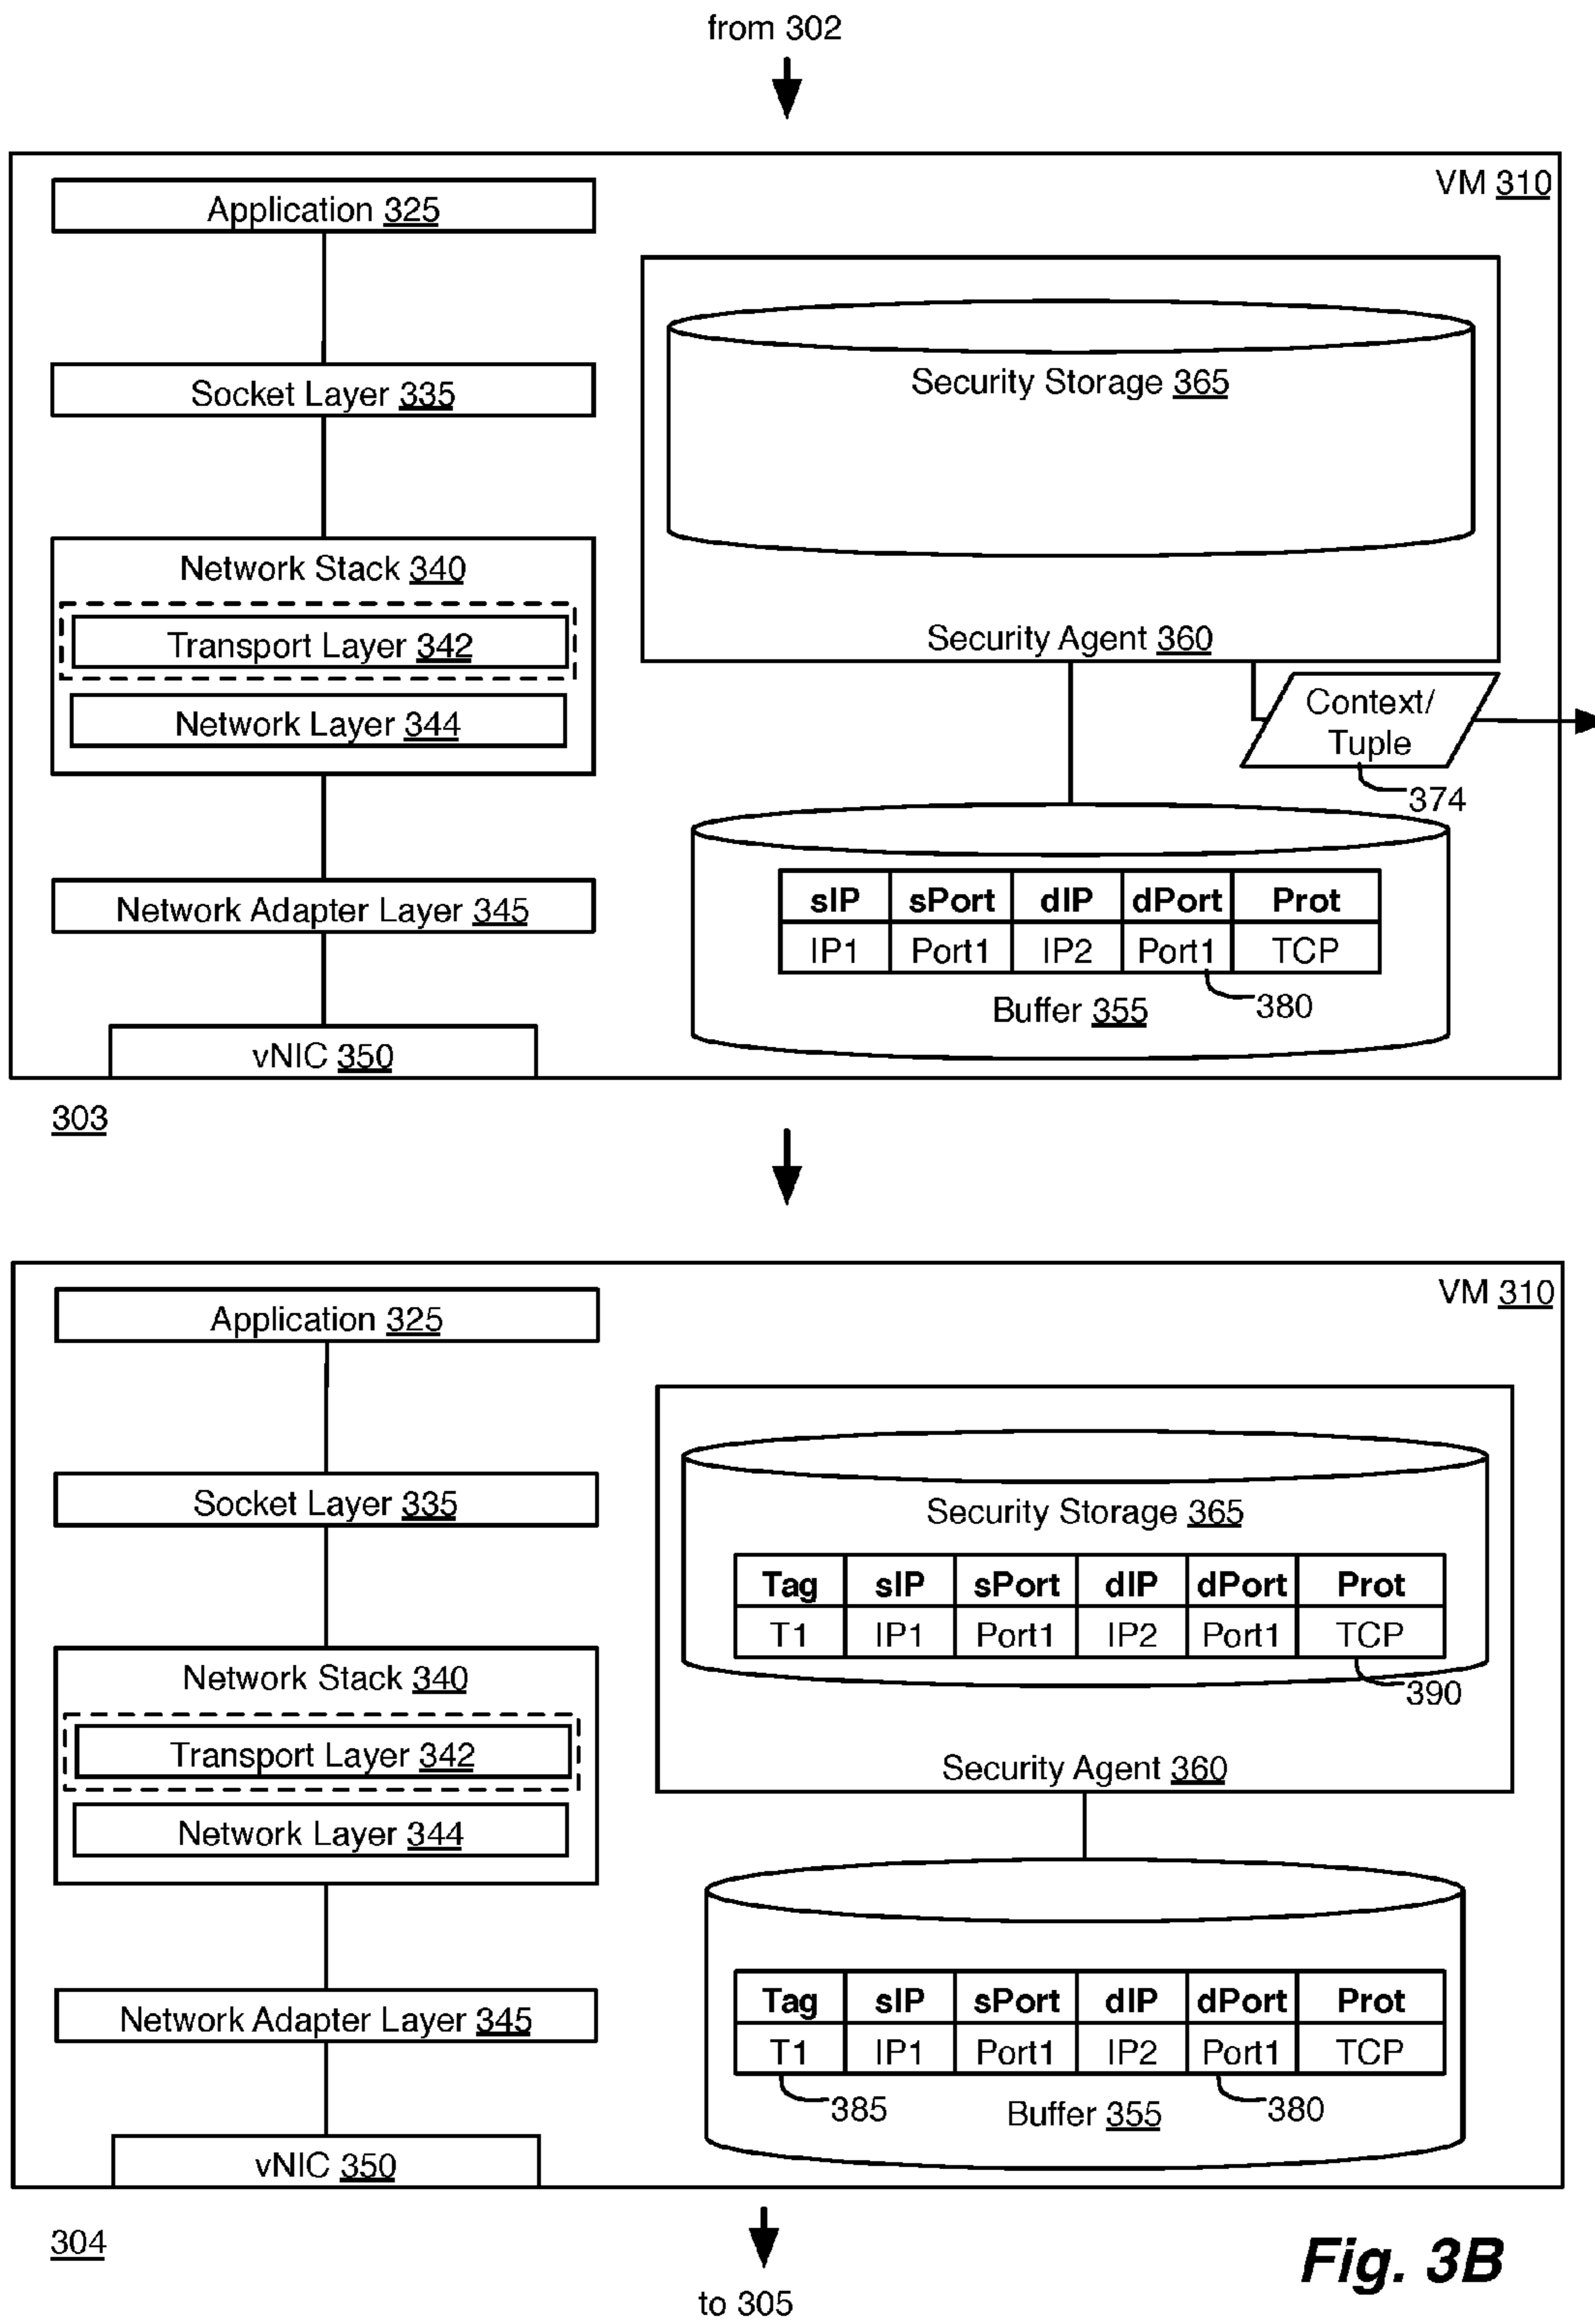 from 302
VM 310
Application 325
Socket Layer 335
Security Storage 365
Network Stack 340
Transport Layer 342
Security Agent 360
Network Layer 344
Context/
Tuple
374
Network Adapter Layer 345
sIP sPort dIP dPort Prot
IP1 Port1 IP2 Port1 TCP
Buffer 355
380
vNIC 350
303
VM 310
Application 325
Socket Layer 335
Security Storage 365
Tag sIP sPort dIP dPort Prot
T1 IP1 Port1 IP2 Port1 TCP
390
Network Stack 340
Transport Layer 342
Security Agent 360
Network Layer 344
Network Adapter Layer 345
Tag sIP sPort dIP dPort Prot
T1 IP1 Port1 IP2 Port1 TCP
385
Buffer 355
380
vNIC 350
304
Fig. 3B
to 305